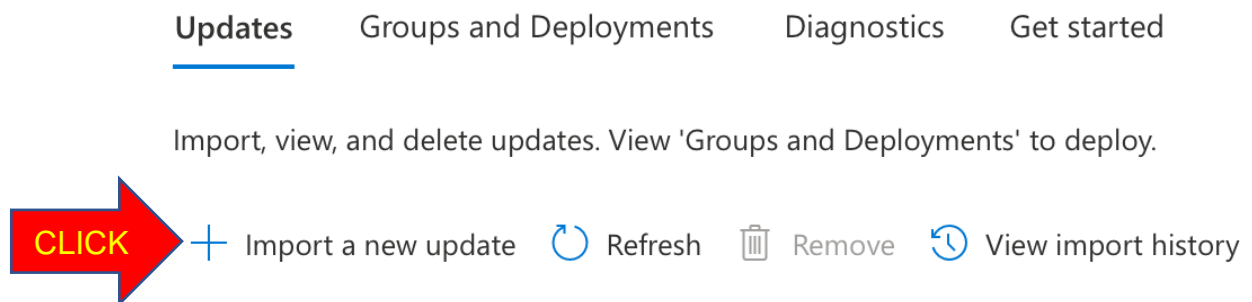 Updates Groups and Deployments Diagnostics Get started
Import, view, and delete updates. View 'Groups and Deployments' to deploy.
CLICK Import a new update Refresh Remove View import history